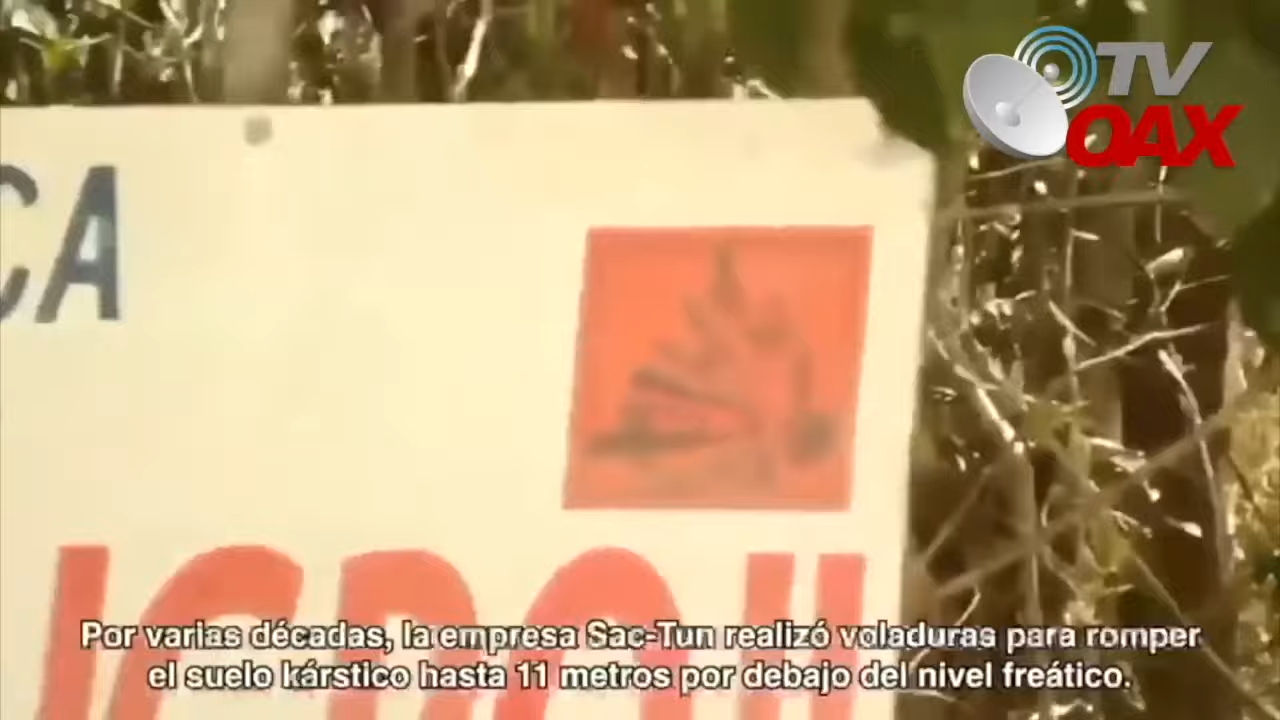 TV
OAX
CA
IGRO!!
Por varias décadas, la empresa Sac-Tun realizó voladuras para romper
el suelo kárstico hasta 11 metros por debajo del nivel freático.